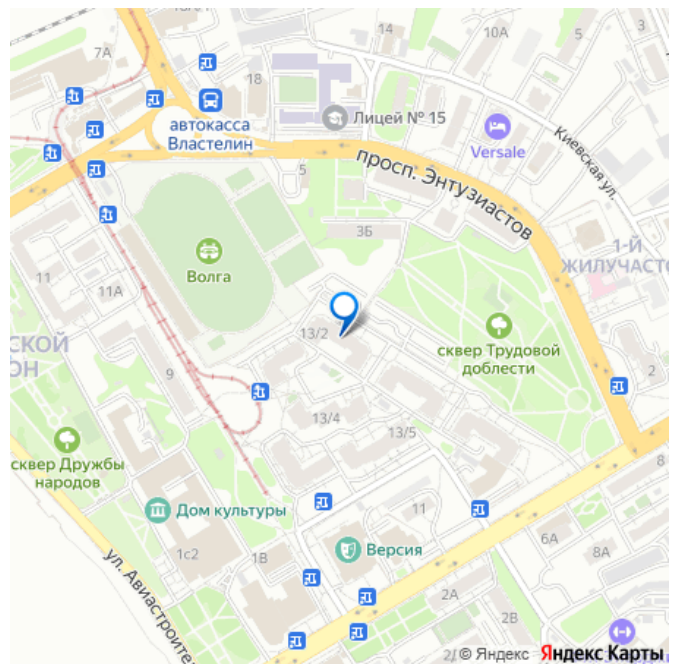 7А
14
10А
5
3
18
автокасса
Властелин
Лицей № 15
Versale
Киевская ул.
просп. Энтузиастов
5
3Б
1-й
ЖИЛУЧАСТО
Волга
11
11А
СКОЙ
ОН
13/2
сквер Трудовой
доблести
9
2
13/4
13/5
сквер Дружбы
народов
8
Дом культуры
11
6А
8А
1с2
1В
Версия
ул. Авиастроител
2А
2В
© Яндекс Яндекс Карты